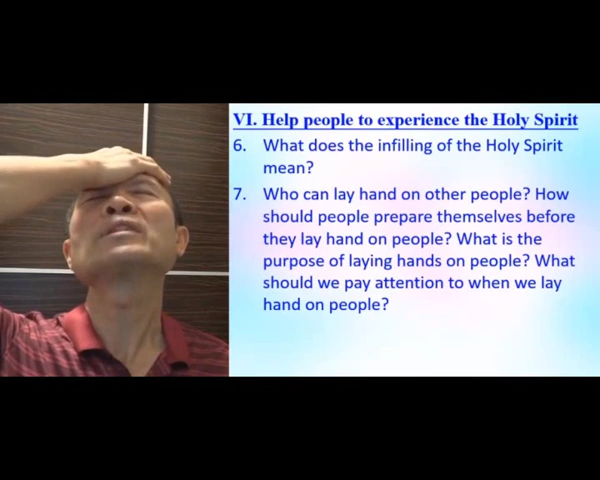 VI. Help people to experience the Holy Spirit
6. What does the infilling of the Holy Spirit
mean?
7. Who can lay hand on other people? How
should people prepare themselves before
they lay hand on people? What is the
purpose of laying hands on people? What
should we pay attention to when we lay
hand on people?